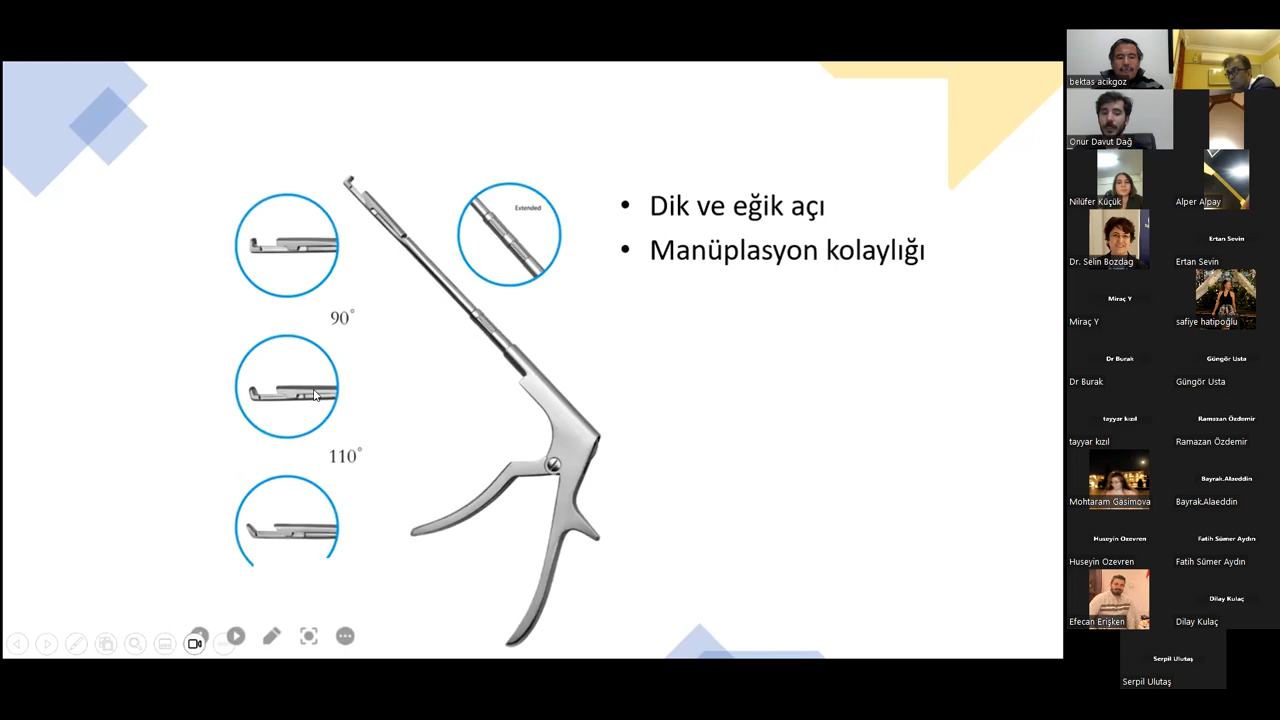 Extended
90°
110°
• Dik ve eğik açı
• Manüplasyon kolaylığı
bektas acikgoz
Onur Davut Dağ
Nilüfer Küçük
Alper Alpay
Dr. Selin Bozdag
Ertan Sevin
Ertan Sevin
Miraç Y
Miraç Y
safiye hatipoğlu
Dr Burak
Dr Burak
Güngör Usta
Güngör Usta
tayyar kızıl
tayyar kızıl
Ramazan Özdemir
Ramazan Özdemir
Mohtaram Gasimova
Bayrak.Alaeddin
Bayrak.Alaeddin
Huseyin Ozevren
Huseyin Ozevren
Fatih Sümer Aydın
Fatih Sümer Aydın
Efecan Erişken
Dilay Kulaç
Dilay Kulaç
Serpil Ulutaş
Serpil Ulutaş